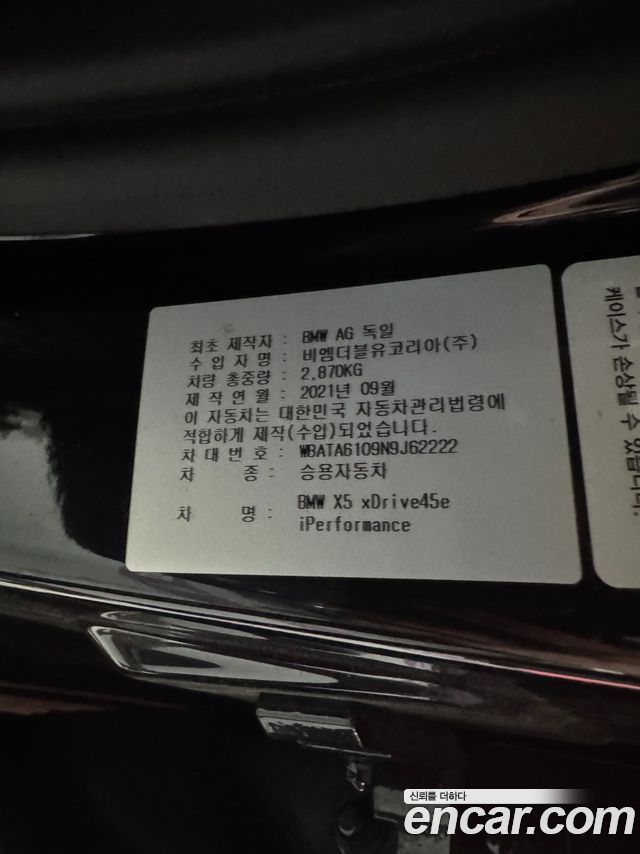 최초 제작자 : BMW AG 독일
수 입 자 명 : 비엠더블유코리아(주)
차량 총중량 : 2,870KG
제 작 연 월 : 2021년 09월
이 자동차는 대한민국 자동차관리법령에
적합하게 제작(수입)되었습니다.
차 대 번 호 : WBATA6109N9J62222
차 종 : 승용자동차
차 명 : BMW X5 xDrive45e
iPerformance
케이스가 손상될 수 있습니다.
신뢰를 더하다
encar.com